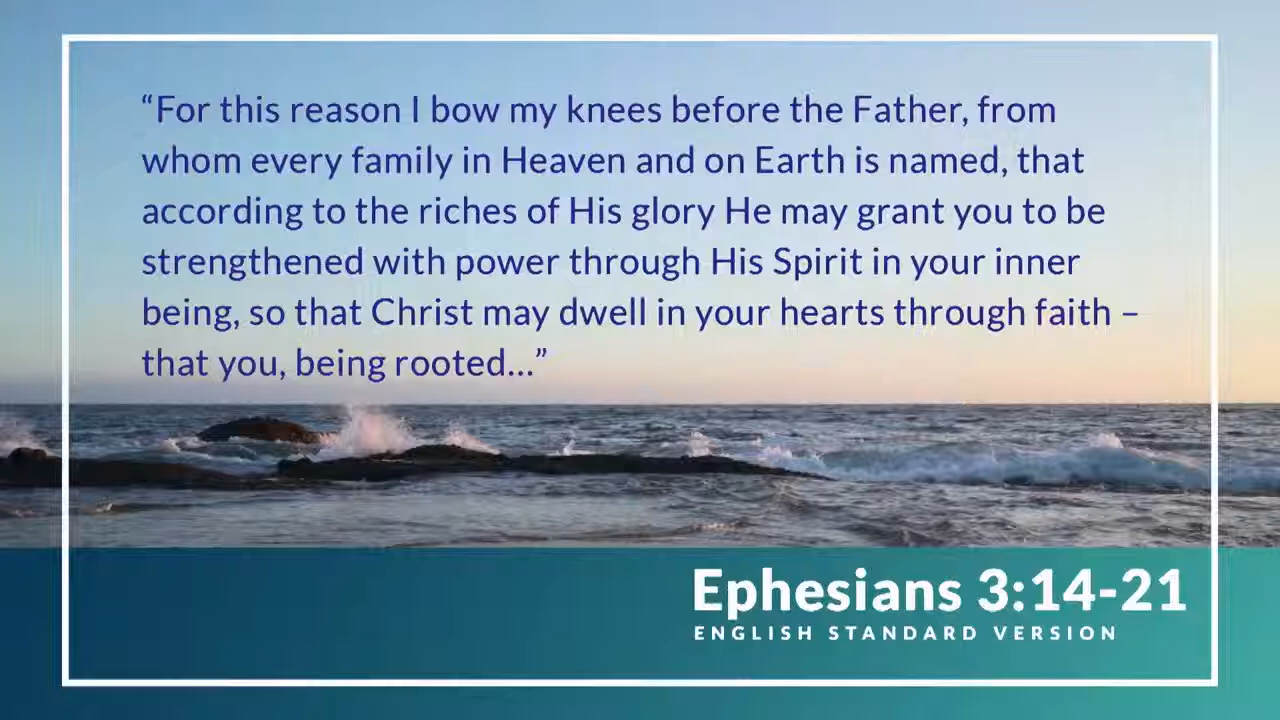 “For this reason I bow my knees before the Father, from
whom every family in Heaven and on Earth is named, that
according to the riches of His glory He may grant you to be
strengthened with power through His Spirit in your inner
being, so that Christ may dwell in your hearts through faith –
that you, being rooted...”
Ephesians 3:14-21
ENGLISH STANDARD VERSION